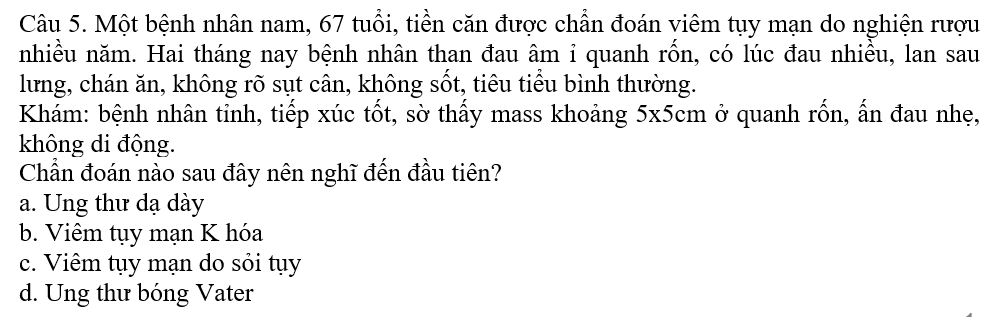 Câu 5. Một bệnh nhân nam, 67 tuổi, tiền căn được chẩn đoán viêm tụy mạn do nghiện rượu
nhiều năm. Hai tháng nay bệnh nhân than đau âm ỉ quanh rốn, có lúc đau nhiều, lan sau
lưng, chán ăn, không rõ sụt cân, không sốt, tiêu tiểu bình thường.
Khám: bệnh nhân tỉnh, tiếp xúc tốt, sờ thấy mass khoảng 5x5cm ở quanh rốn, ấn đau nhẹ,
không di động.
Chẩn đoán nào sau đây nên nghĩ đến đầu tiên?
a. Ung thư dạ dày
b. Viêm tụy mạn K hóa
c. Viêm tụy mạn do sỏi tụy
d. Ung thư bóng Vater